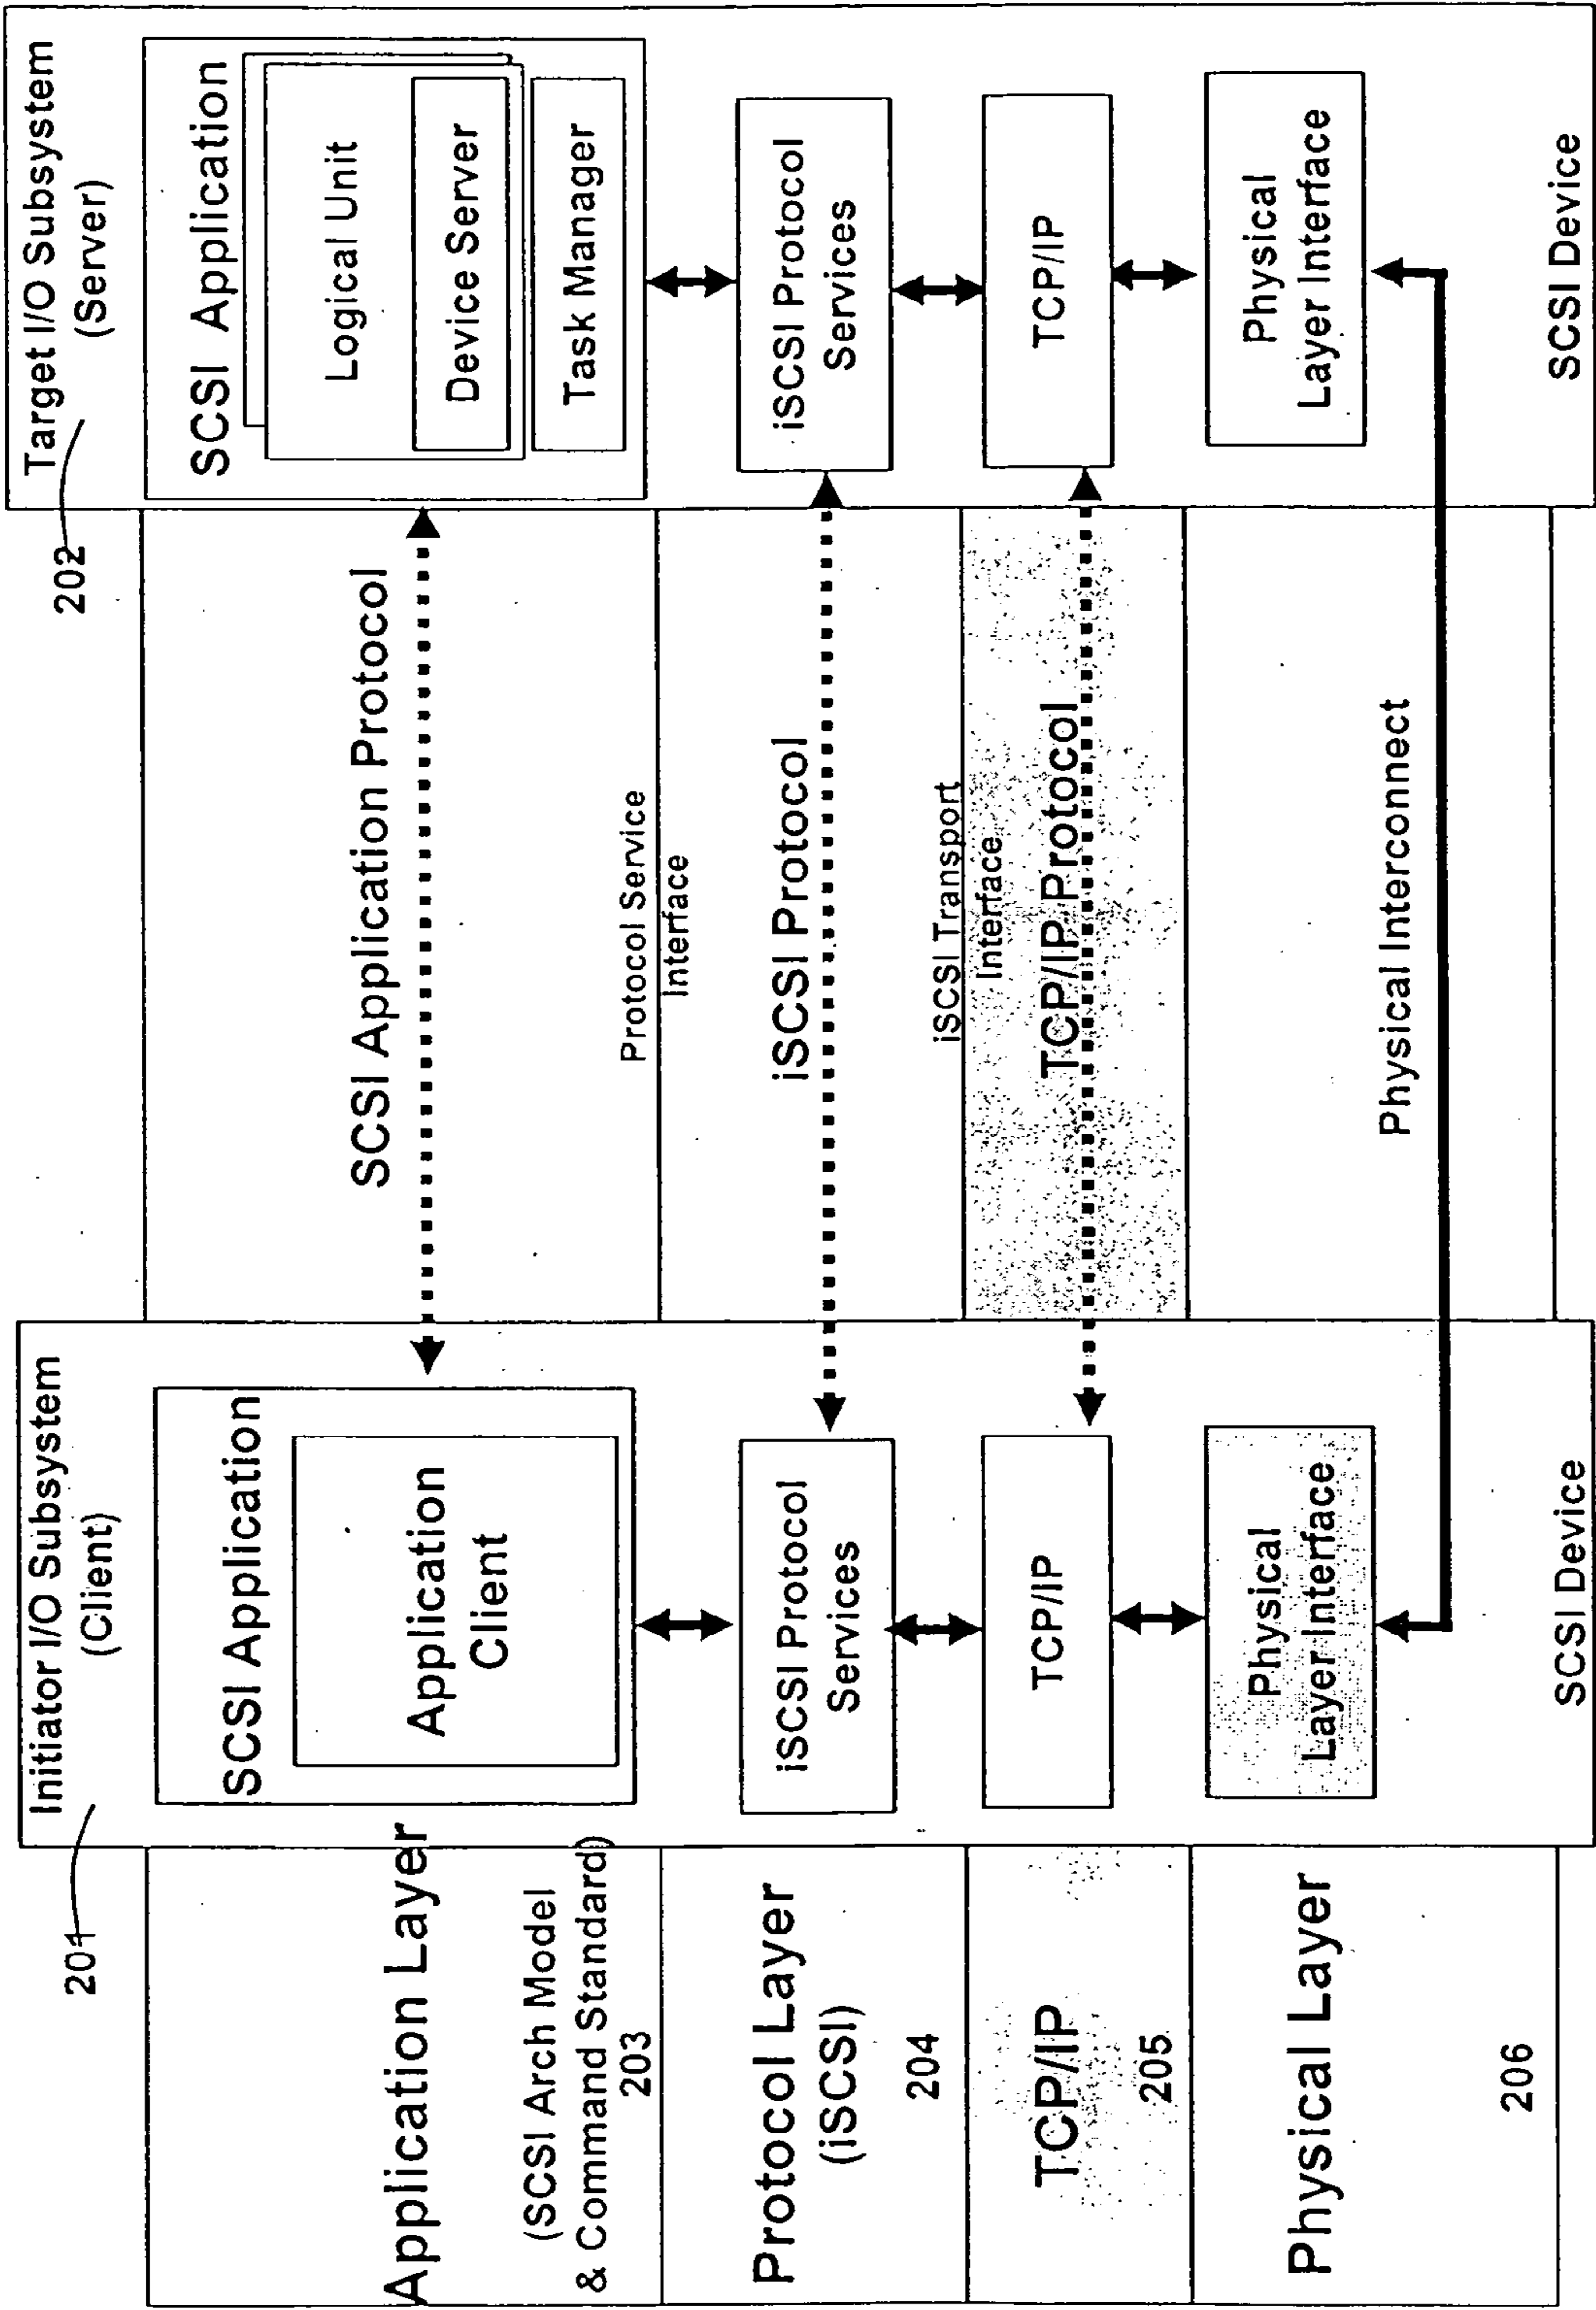 Initiator I/O Subsystem
(Client)
201
Target I/O Subsystem
(Server)
202
Application Layer
(SCSI Arch Model
& Command Standard)
203
SCSI Application
Application
Client
SCSI Application Protocol
SCSI Application
Logical Unit
Device Server
Task Manager
Protocol Service
Interface
Protocol Layer
(iSCSI)
204
iSCSI Protocol
Services
iSCSI Protocol
iSCSI Protocol
Services
iSCSI Transport
Interface
TCP/IP
205
TCP/IP
TCP/IP Protocol
TCP/IP
Physical Layer
206
Physical
Layer Interface
Physical Interconnect
Physical
Layer Interface
SCSI Device
SCSI Device